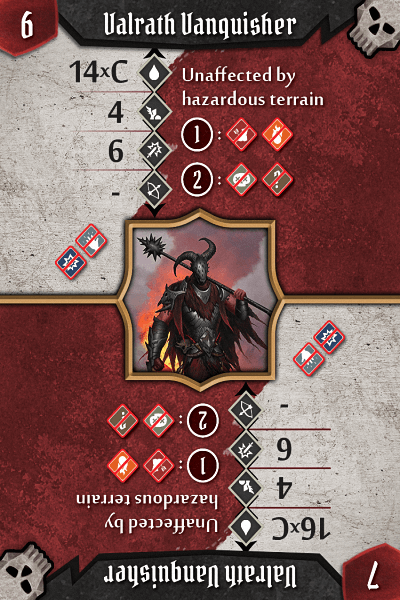 6
Valrath Vanquisher
14xC
Unaffected by
hazardous terrain
4
1:
6
2:
-
7
Valrath Vanquisher
16xC
Unaffected by
hazardous terrain
4
1:
6
2:
-